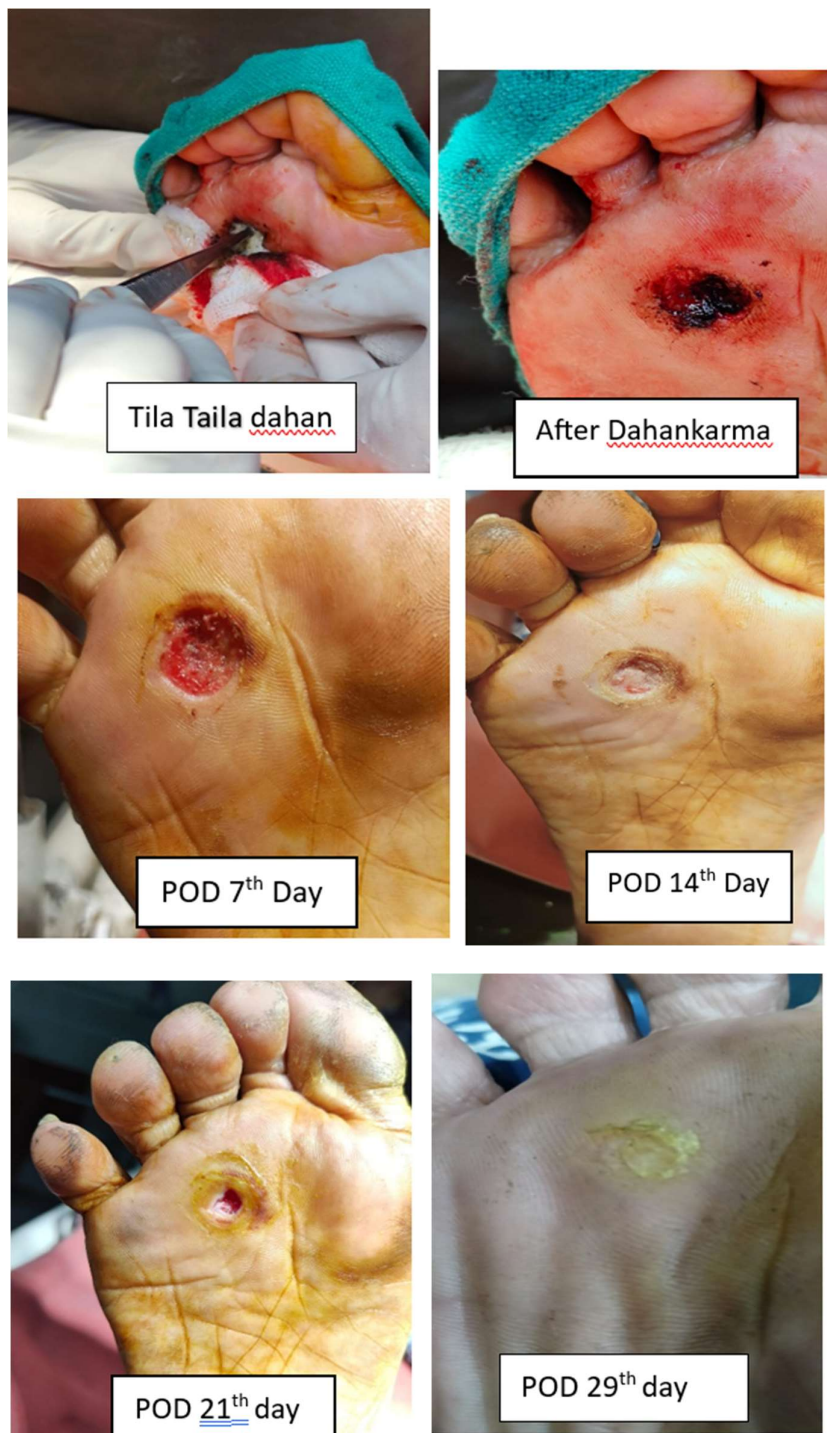 Tila Taila dahan
After Dahankarma
POD 7th Day
POD 14th Day
POD 21th day
POD 29th day